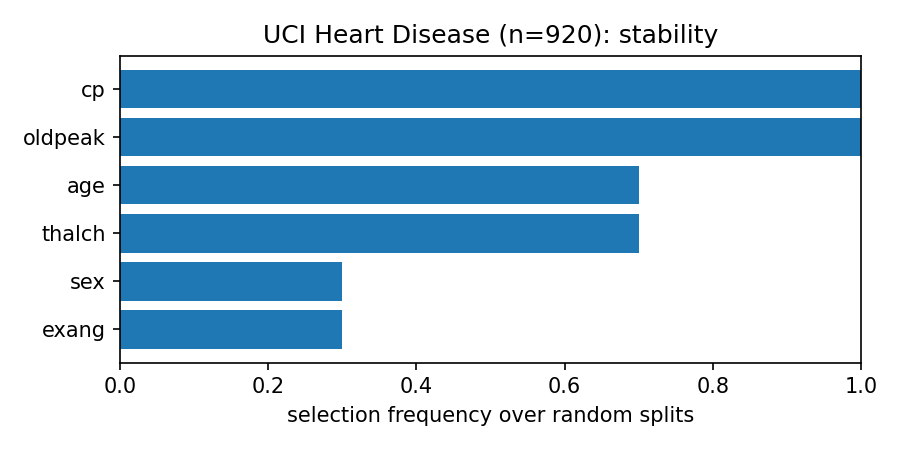 UCI Heart Disease (n=920): stability
cp
oldpeak
age
thalch
sex
exang
0.0 0.2 0.4 0.6 0.8 1.0
selection frequency over random splits